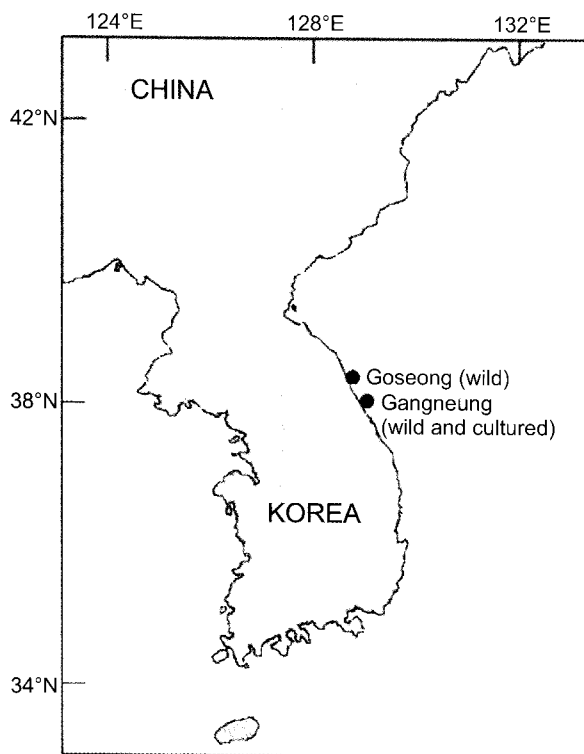 124°E 128°E 132°E
CHINA
42°N
Goseong (wild)
38°N
Gangneung
(wild and cultured)
KOREA
34°N